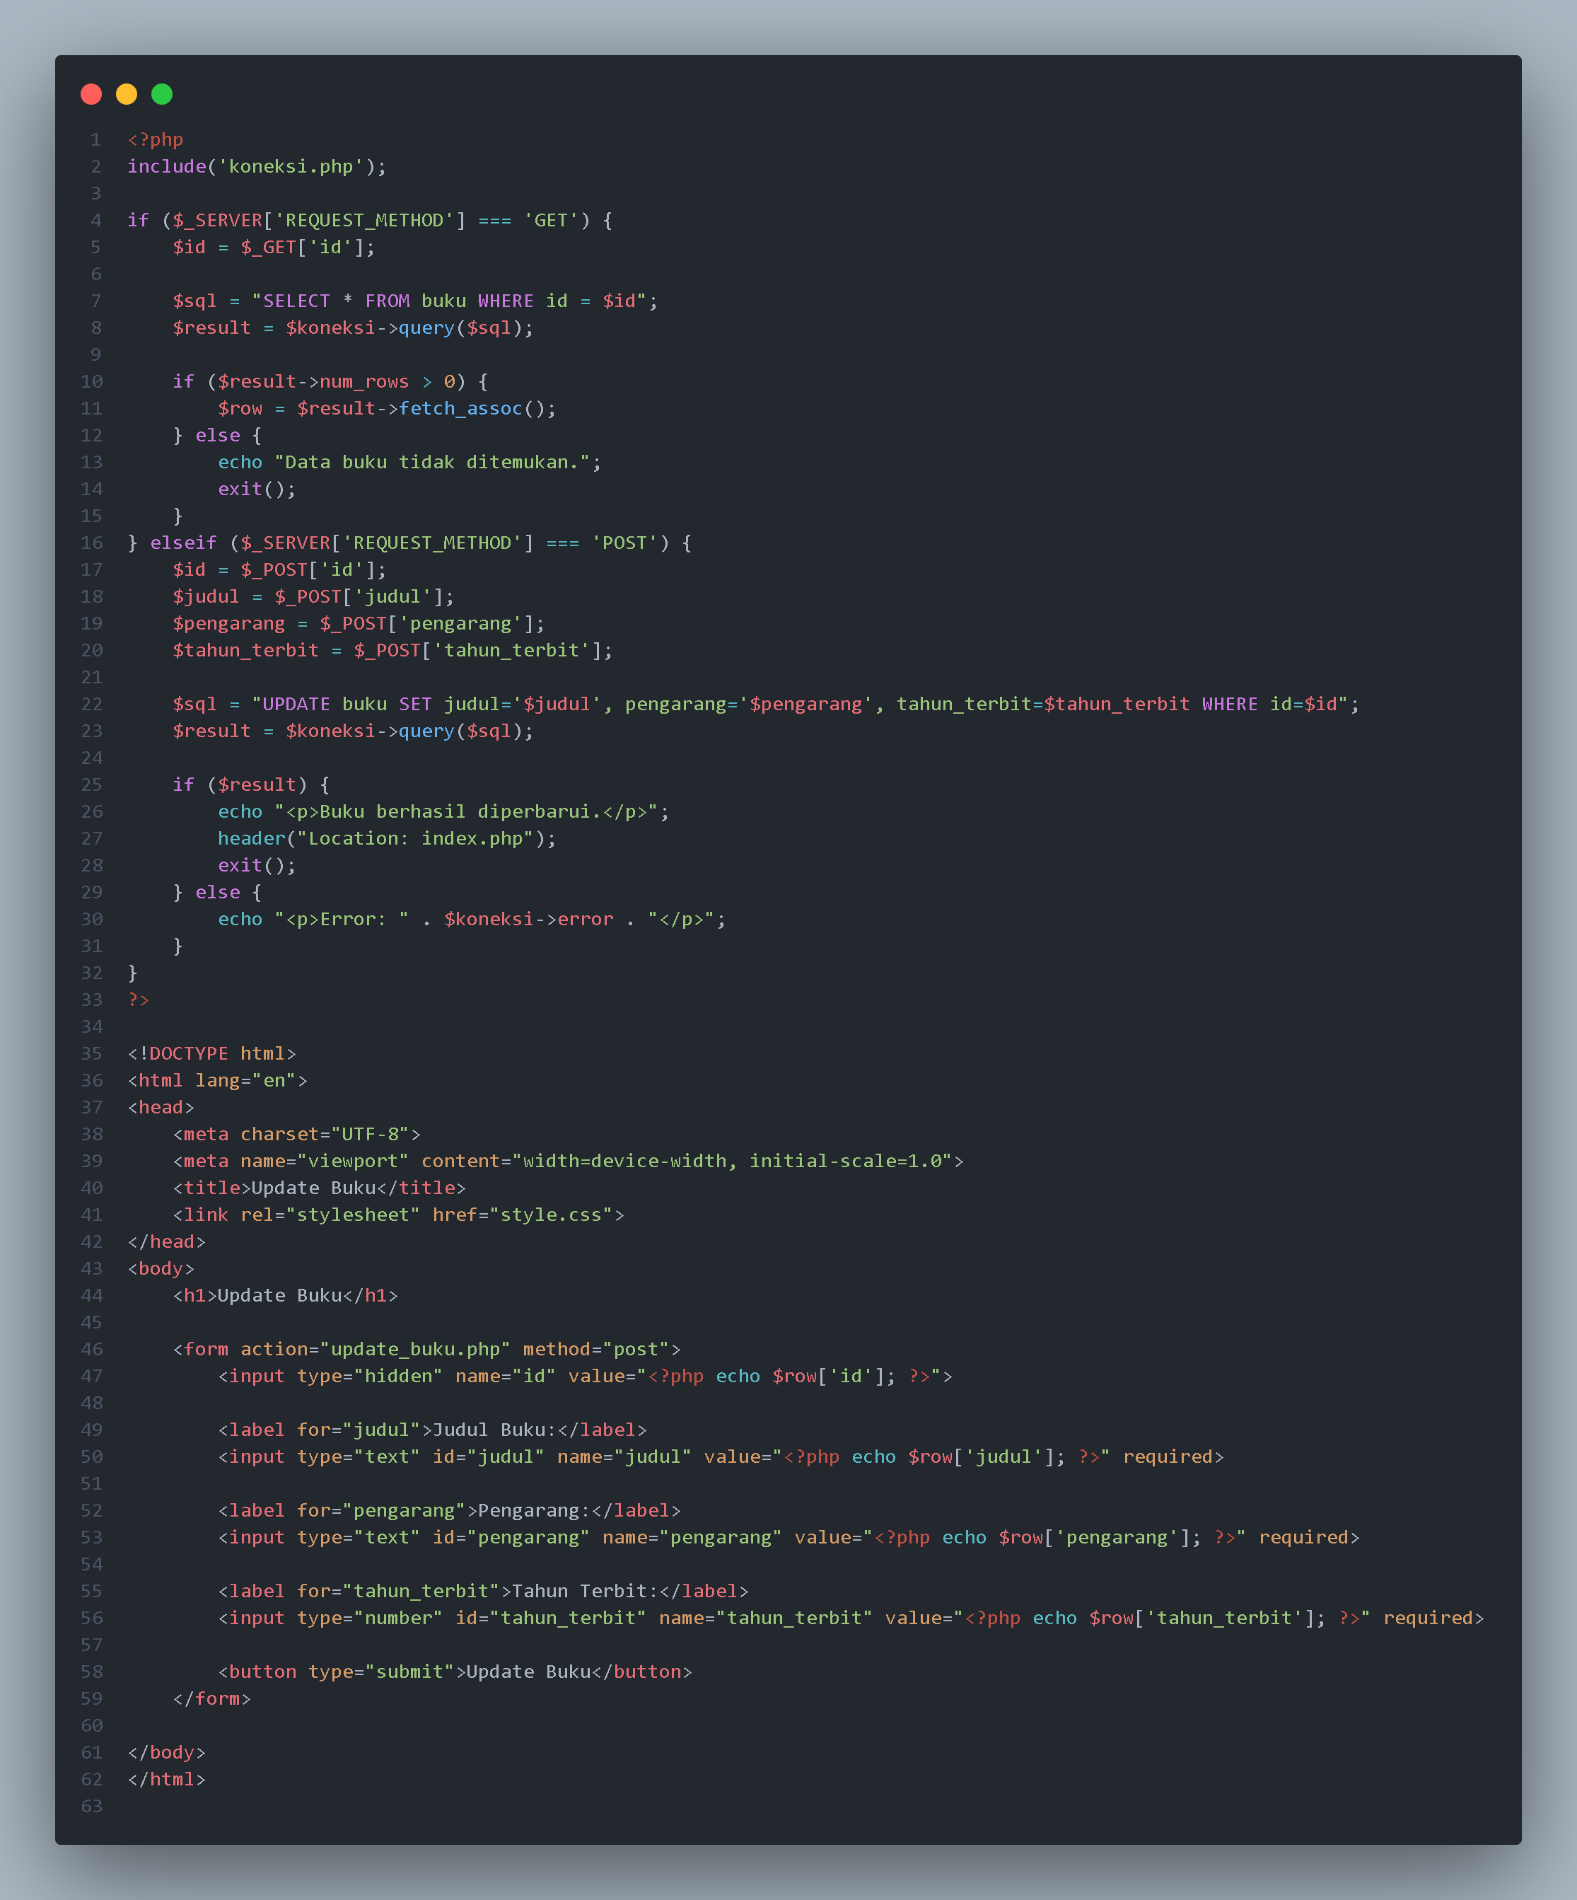 1 <?php
2 include('koneksi.php');
3
4 if ($_SERVER['REQUEST_METHOD'] === 'GET') {
5     $id = $_GET['id'];
6
7     $sql = "SELECT * FROM buku WHERE id = $id";
8     $result = $koneksi->query($sql);
9
10     if ($result->num_rows > 0) {
11         $row = $result->fetch_assoc();
12     } else {
13         echo "Data buku tidak ditemukan.";
14         exit();
15     }
16 } elseif ($_SERVER['REQUEST_METHOD'] === 'POST') {
17     $id = $_POST['id'];
18     $judul = $_POST['judul'];
19     $pengarang = $_POST['pengarang'];
20     $tahun_terbit = $_POST['tahun_terbit'];
21
22     $sql = "UPDATE buku SET judul='$judul', pengarang='$pengarang', tahun_terbit=$tahun_terbit WHERE id=$id";
23     $result = $koneksi->query($sql);
24
25     if ($result) {
26         echo "<p>Buku berhasil diperbarui.</p>";
27         header("Location: index.php");
28         exit();
29     } else {
30         echo "<p>Error: " . $koneksi->error . "</p>";
31     }
32 }
33 ?>
34
35 <!DOCTYPE html>
36 <html lang="en">
37 <head>
38     <meta charset="UTF-8">
39     <meta name="viewport" content="width=device-width, initial-scale=1.0">
40     <title>Update Buku</title>
41     <link rel="stylesheet" href="style.css">
42 </head>
43 <body>
44     <h1>Update Buku</h1>
45
46     <form action="update_buku.php" method="post">
47         <input type="hidden" name="id" value="<?php echo $row['id']; ?>">
48
49         <label for="judul">Judul Buku:</label>
50         <input type="text" id="judul" name="judul" value="<?php echo $row['judul']; ?>" required>
51
52         <label for="pengarang">Pengarang:</label>
53         <input type="text" id="pengarang" name="pengarang" value="<?php echo $row['pengarang']; ?>" required>
54
55         <label for="tahun_terbit">Tahun Terbit:</label>
56         <input type="number" id="tahun_terbit" name="tahun_terbit" value="<?php echo $row['tahun_terbit']; ?>" required>
57
58         <button type="submit">Update Buku</button>
59     </form>
60
61 </body>
62 </html>
63